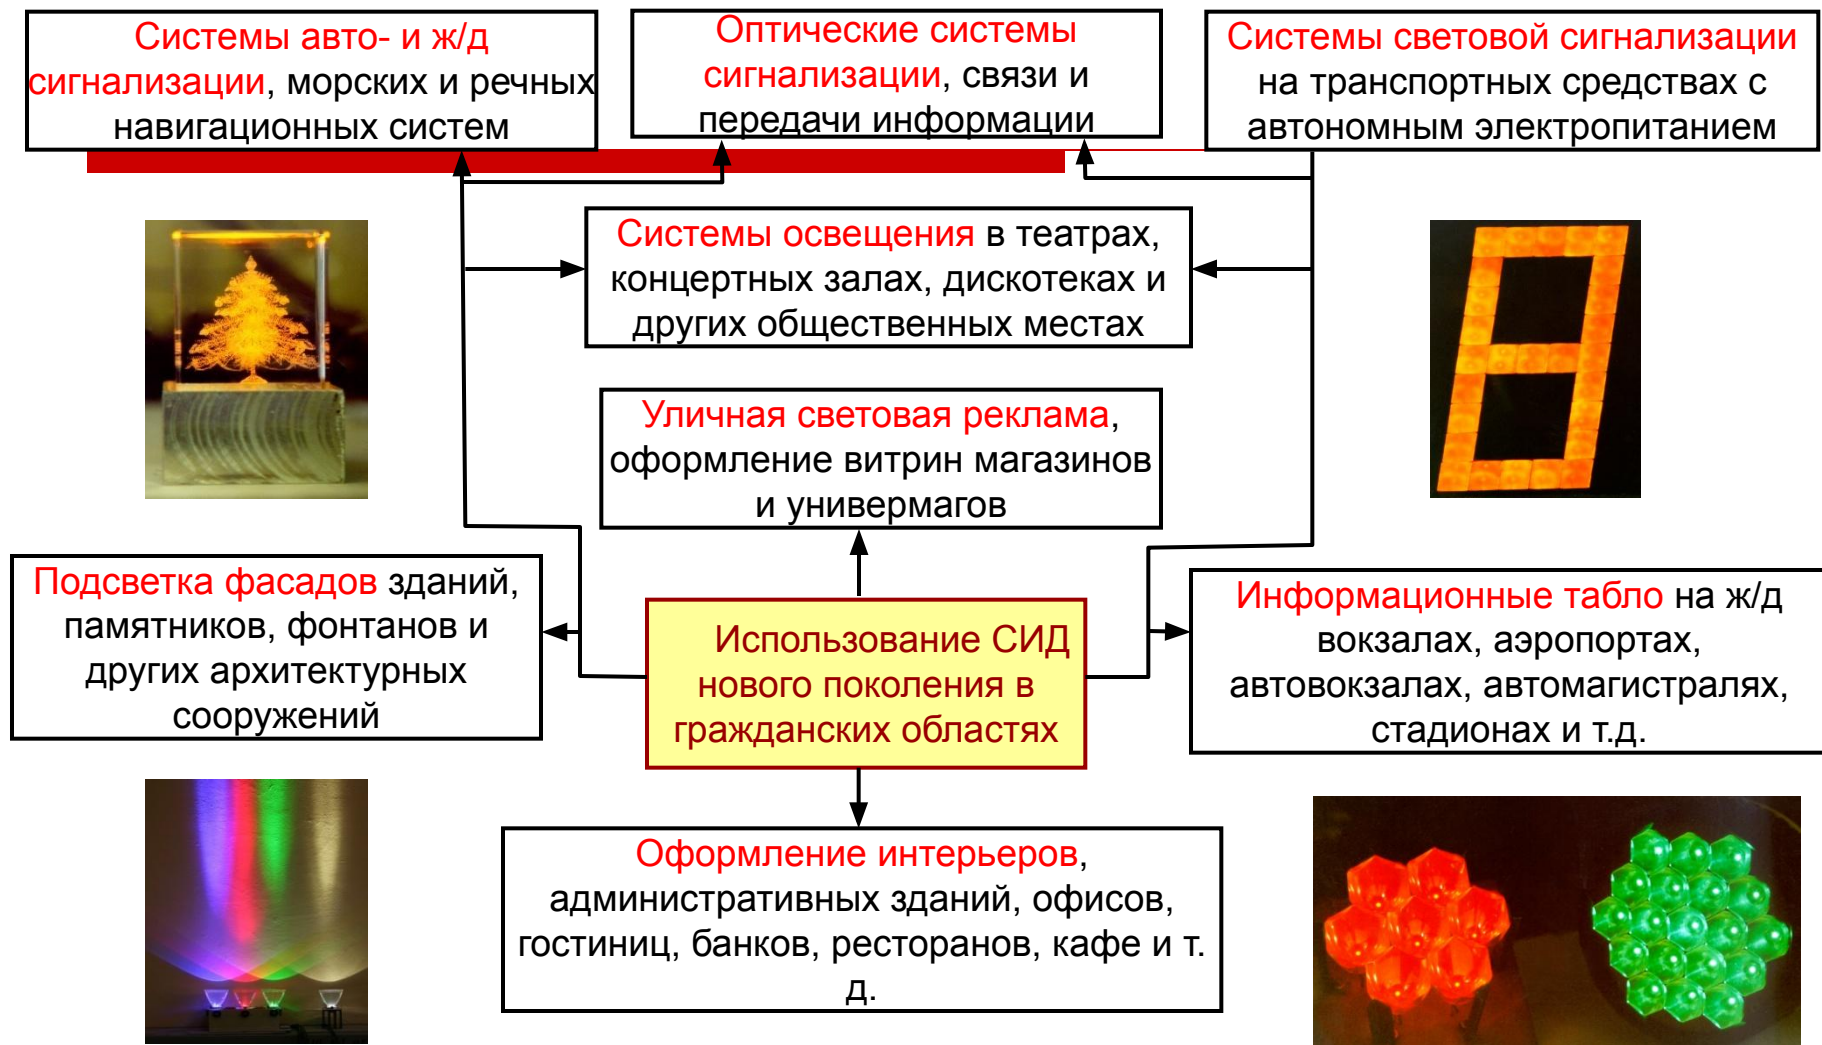 Системы авто- и ж/д
сигнализации, морских и речных
навигационных систем
Оптические системы
сигнализации, связи и
передачи информации
Системы световой сигнализации
на транспортных средствах с
автономным электропитанием
Системы освещения в театрах,
концертных залах, дискотеках и
других общественных местах
Уличная световая реклама,
оформление витрин магазинов
и универмагов
Подсветка фасадов зданий,
памятников, фонтанов и
других архитектурных
сооружений
Использование СИД
нового поколения в
гражданских областях
Информационные табло на ж/д
вокзалах, аэропортах,
автовокзалах, автомагистралях,
стадионах и т.д.
Оформление интерьеров,
административных зданий, офисов,
гостиниц, банков, ресторанов, кафе и т.
д.
8